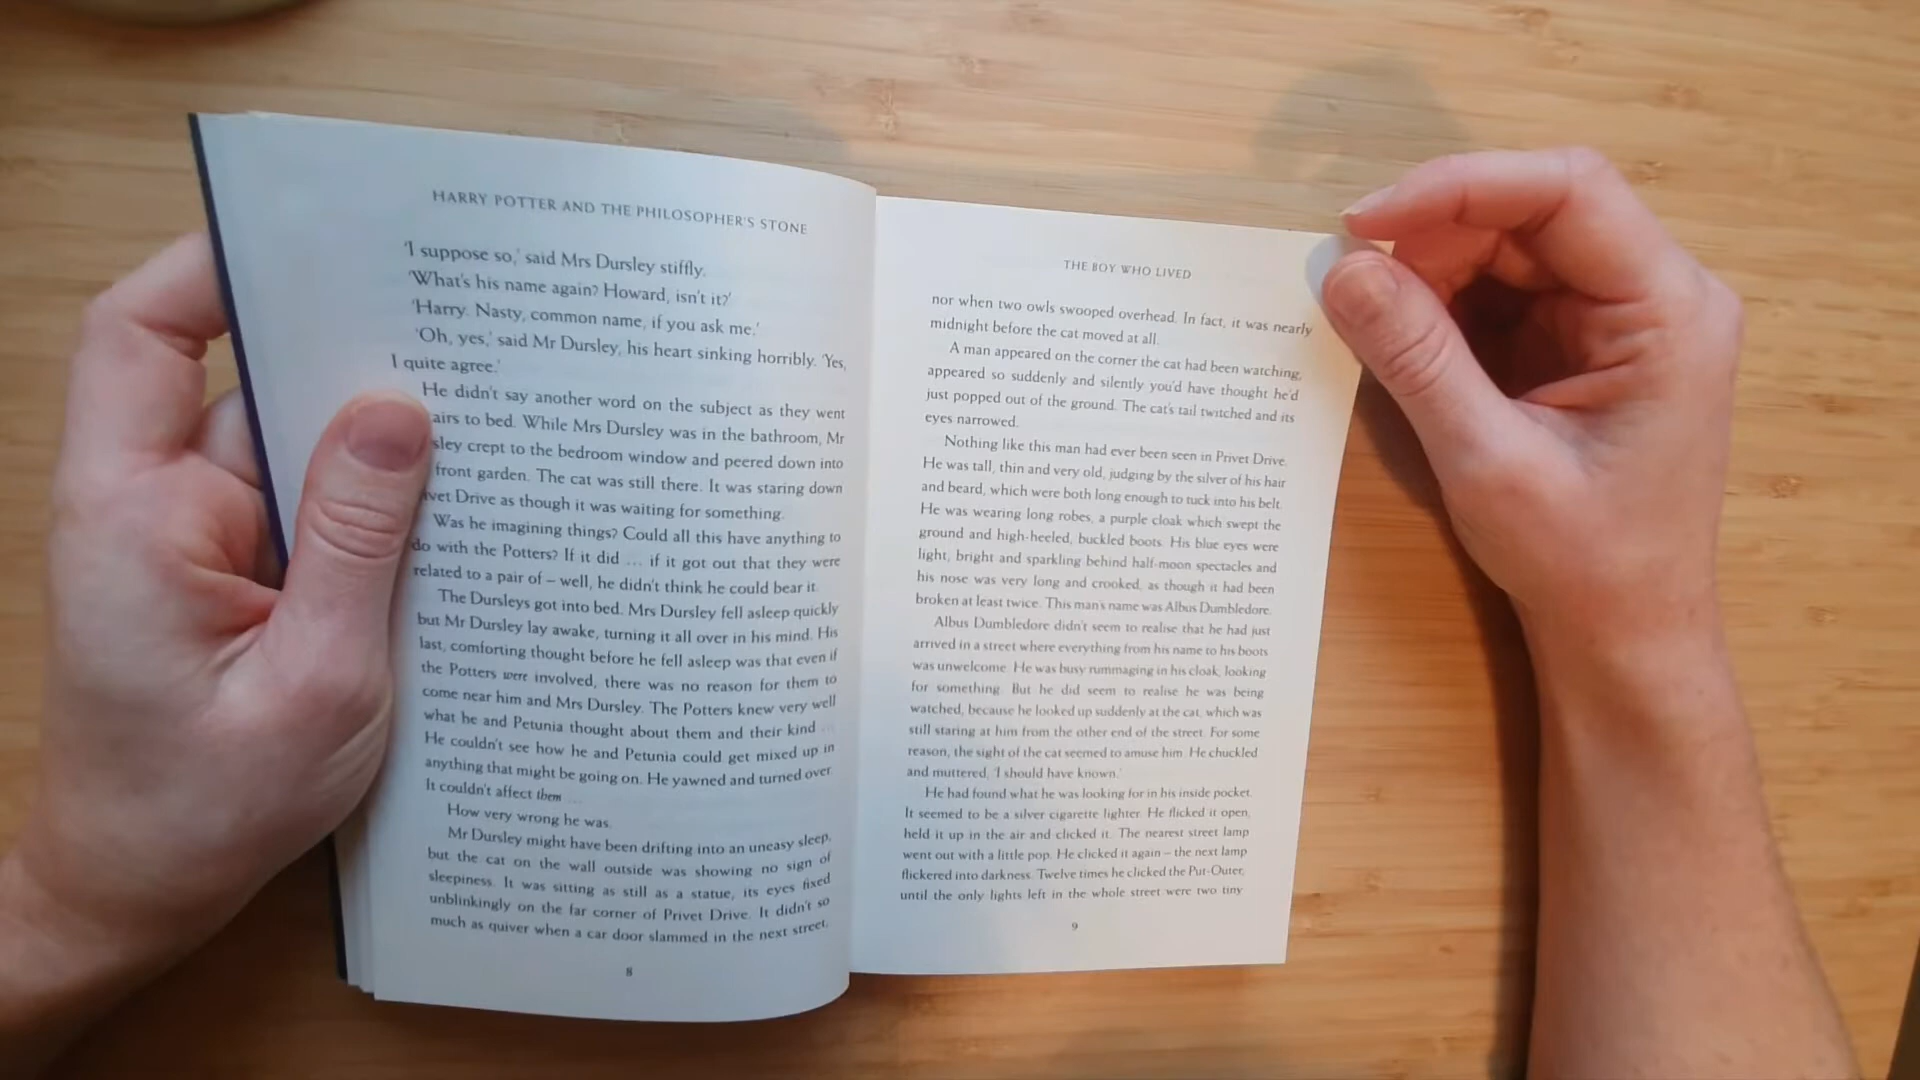 HARRY POTTER AND THE PHILOSOPHER'S STONE
'I suppose so,' said Mrs Dursley stiffly.
'What's his name again? Howard, isn't it?'
'Harry. Nasty, common name, if you ask me.'
'Oh, yes,' said Mr Dursley, his heart sinking horribly. 'Yes,
I quite agree.'
He didn't say another word on the subject as they went
airs to bed. While Mrs Dursley was in the bathroom, Mr
sley crept to the bedroom window and peered down into
front garden. The cat was still there. It was staring down
ivet Drive as though it was waiting for something.
Was he imagining things? Could all this have anything to
do with the Potters? If it did ... if it got out that they were
related to a pair of – well, he didn't think he could bear it.
The Dursleys got into bed. Mrs Dursley fell asleep quickly
but Mr Dursley lay awake, turning it all over in his mind. His
last, comforting thought before he fell asleep was that even if
the Potters were involved, there was no reason for them to
come near him and Mrs Dursley. The Potters knew very well
what he and Petunia thought about them and their kind ...
He couldn't see how he and Petunia could get mixed up in
anything that might be going on. He yawned and turned over.
It couldn't affect them ...
How very wrong he was.
Mr Dursley might have been drifting into an uneasy sleep,
but the cat on the wall outside was showing no sign of
sleepiness. It was sitting as still as a statue, its eyes fixed
unblinkingly on the far corner of Privet Drive. It didn't so
much as quiver when a car door slammed in the next street,
8
THE BOY WHO LIVED
nor when two owls swooped overhead. In fact, it was nearly
midnight before the cat moved at all.
A man appeared on the corner the cat had been watching,
appeared so suddenly and silently you'd have thought he'd
just popped out of the ground. The cat's tail twitched and its
eyes narrowed.
Nothing like this man had ever been seen in Privet Drive.
He was tall, thin and very old, judging by the silver of his hair
and beard, which were both long enough to tuck into his belt.
He was wearing long robes, a purple cloak which swept the
ground and high-heeled, buckled boots. His blue eyes were
light, bright and sparkling behind half-moon spectacles and
his nose was very long and crooked, as though it had been
broken at least twice. This man's name was Albus Dumbledore.
Albus Dumbledore didn't seem to realise that he had just
arrived in a street where everything from his name to his boots
was unwelcome. He was busy rummaging in his cloak, looking
for something. But he did seem to realise he was being
watched, because he looked up suddenly at the cat, which was
still staring at him from the other end of the street. For some
reason, the sight of the cat seemed to amuse him. He chuckled
and muttered, 'I should have known.'
He had found what he was looking for in his inside pocket.
It seemed to be a silver cigarette lighter. He flicked it open,
held it up in the air and clicked it. The nearest street lamp
went out with a little pop. He clicked it again – the next lamp
flickered into darkness. Twelve times he clicked the Put-Outer,
until the only lights left in the whole street were two tiny
9